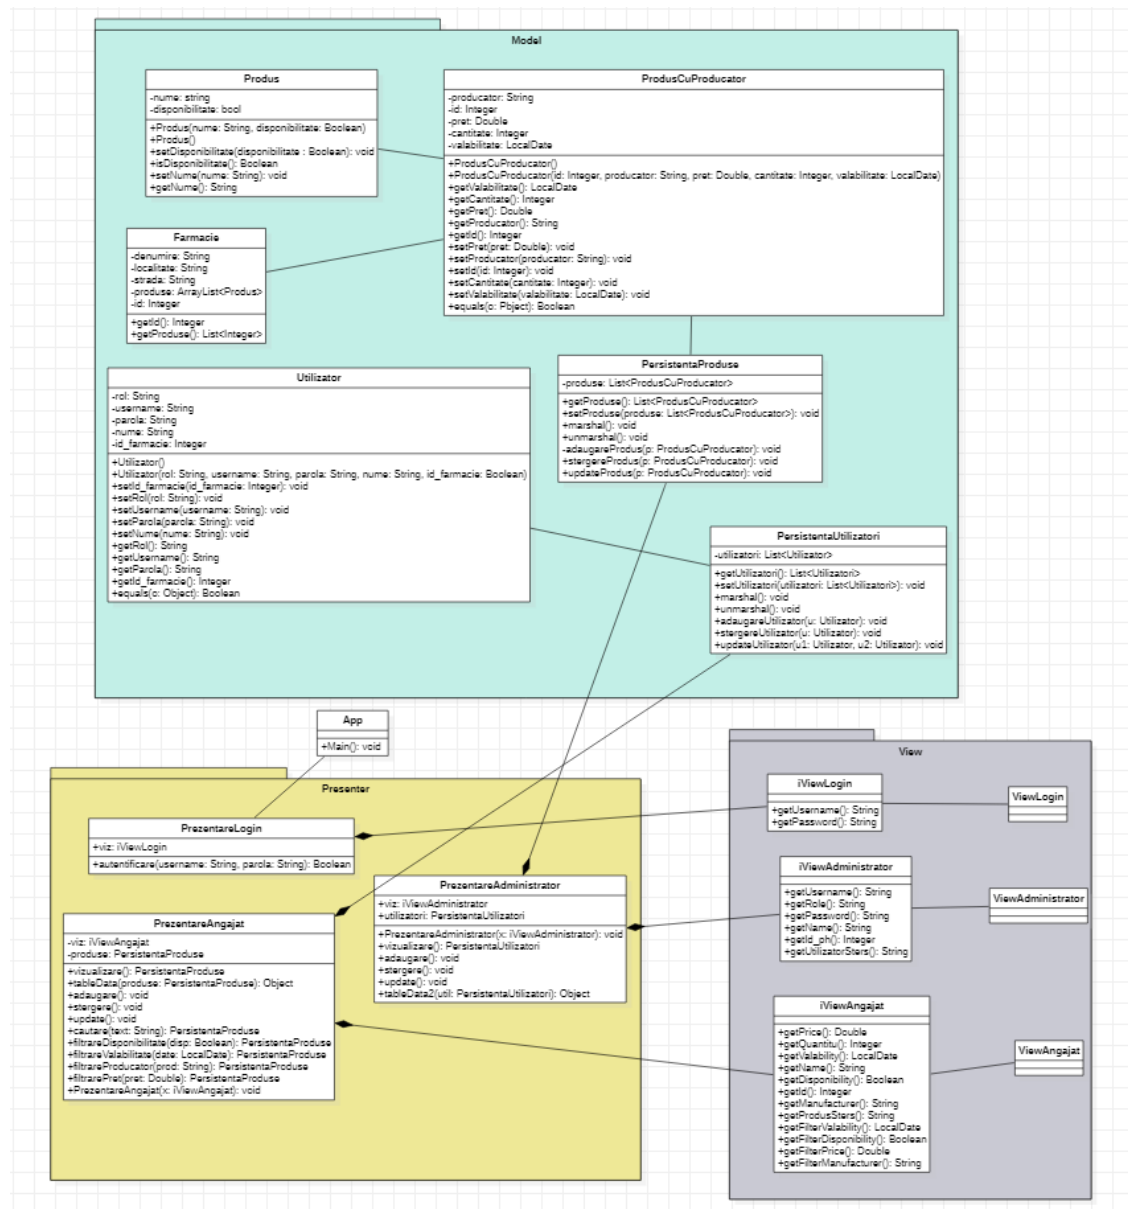 Model
Produs
-nume: string
-disponibilitate: bool
+Produs(nume: String, disponibilitate: Boolean)
+Produs()
+setDisponibilitate(disponibilitate : Boolean): void
+isDisponibilitate(): Boolean
+setNume(nume: String): void
+getNume(): String
ProdusCuProducator
-producator: String
-id: Integer
-pret: Double
-cantitate: Integer
-valabilitate: LocalDate
+ProdusCuProducator()
+ProdusCuProducator(id: Integer, producator: String, pret: Double, cantitate: Integer, valabilitate: LocalDate)
+getValabilitate(): LocalDate
+getCantitate(): Integer
+getPret(): Double
+getProducator(): String
+getId(): Integer
+setPret(pret: Double): void
+setProducator(producator: String): void
+setId(id: Integer): void
+setCantitate(cantitate: Integer): void
+setValabilitate(valabilitate: LocalDate): void
+equals(o: Pbject): Boolean
Farmacie
-denumire: String
-localitate: String
-strada: String
-produse: ArrayList<Produs>
-id: Integer
+getId(): Integer
+getProduse(): List<Integer>
Utilizator
-rol: String
-username: String
-parola: String
-nume: String
-id_farmacie: Integer
+Utilizator()
+Utilizator(rol: String, username: String, parola: String, nume: String, id_farmacie: Boolean)
+setId_farmacie(id_farmacie: Integer): void
+setRol(rol: String): void
+setUsername(username: String): void
+setParola(parola: String): void
+setNume(nume: String): void
+getRol(): String
+getUsername(): String
+getParola(): String
+getId_farmacie(): Integer
+equals(o: Object): Boolean
PersistentaProduse
-produse: List<ProdusCuProducator>
+getProduse(): List<ProdusCuProducator>
+setProduse(produse: List<ProdusCuProducator>): void
+marshal(): void
+unmarshal(): void
-adaugareProdus(p: ProdusCuProducator): void
+stergereProdus(p: ProdusCuProducator): void
+updateProdus(p: ProdusCuProducator): void
PersistentaUtilizatori
-utilizatori: List<Utilizator>
+getUtilizatori(): List<Utilizatori>
+setUtilizatori(utilizatori: List<Utilizatori>): void
+marshal(): void
+unmarshal(): void
+adaugareUtilizator(u: Utilizator): void
+stergereUtilizator(u: Utilizator): void
+updateUtilizator(u1: Utilizator, u2: Utilizator): void
App
+Main(): void
Presenter
PrezentareLogin
+viz: iViewLogin
+autentificare(username: String, parola: String): Boolean
PrezentareAdministrator
+viz: iViewAdministrator
+utilizatori: PersistentaUtilizatori
+PrezentareAdministrator(x: iViewAdministrator): void
+vizualizare(): PersistentaUtilizatori
+adaugare(): void
+stergere(): void
+update(): void
+tableData2(util: PersistentaUtilizatori): Object
PrezentareAngajat
-viz: iViewAngajat
-produse: PersistentaProduse
+vizualizare(): PersistentaProduse
+tableData(produse: PersistentaProduse): Object
+adaugare(): void
+stergere(): void
+update(): void
+cautare(text: String): PersistentaProduse
+filtrareDisponibilitate(disp: Boolean): PersistentaProduse
+filtrareValabilitate(date: LocalDate): PersistentaProduse
+filtrareProducator(prod: String): PersistentaProduse
+filtrarePret(pret: Double): PersistentaProduse
+PrezentareAngajat(x: iViewAngajat): void
View
iViewLogin
+getUsername(): String
+getPassword(): String
ViewLogin
iViewAdministrator
+getUsername(): String
+getRole(): String
+getPassword(): String
+getName(): String
+getId_ph(): Integer
+getUtilizatorSters(): String
ViewAdministrator
iViewAngajat
+getPrice(): Double
+getQuantitu(): Integer
+getValability(): LocalDate
+getName(): String
+getDisponibility(): Boolean
+getId(): Integer
+getManufacturer(): String
+getProdusSters(): String
+getFilterValability(): LocalDate
+getFilterDisponibility(): Boolean
+getFilterPrice(): Double
+getFilterManufacturer(): String
ViewAngajat